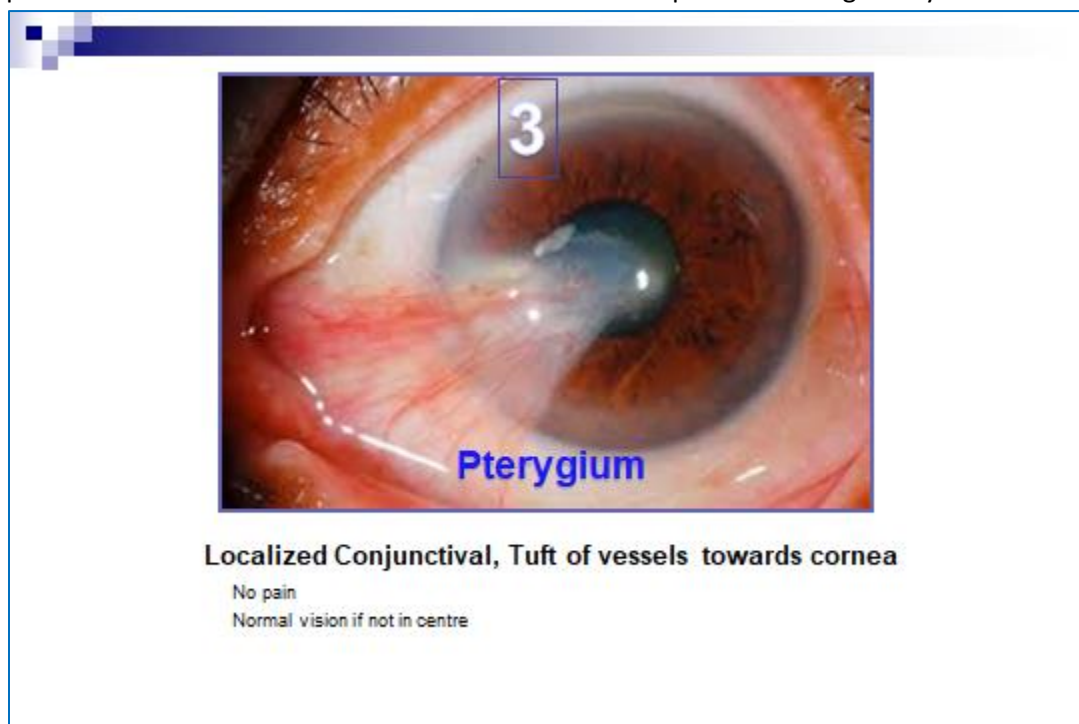 3
Pterygium
Localized Conjunctival, Tuft of vessels towards cornea
No pain
Normal vision if not in centre